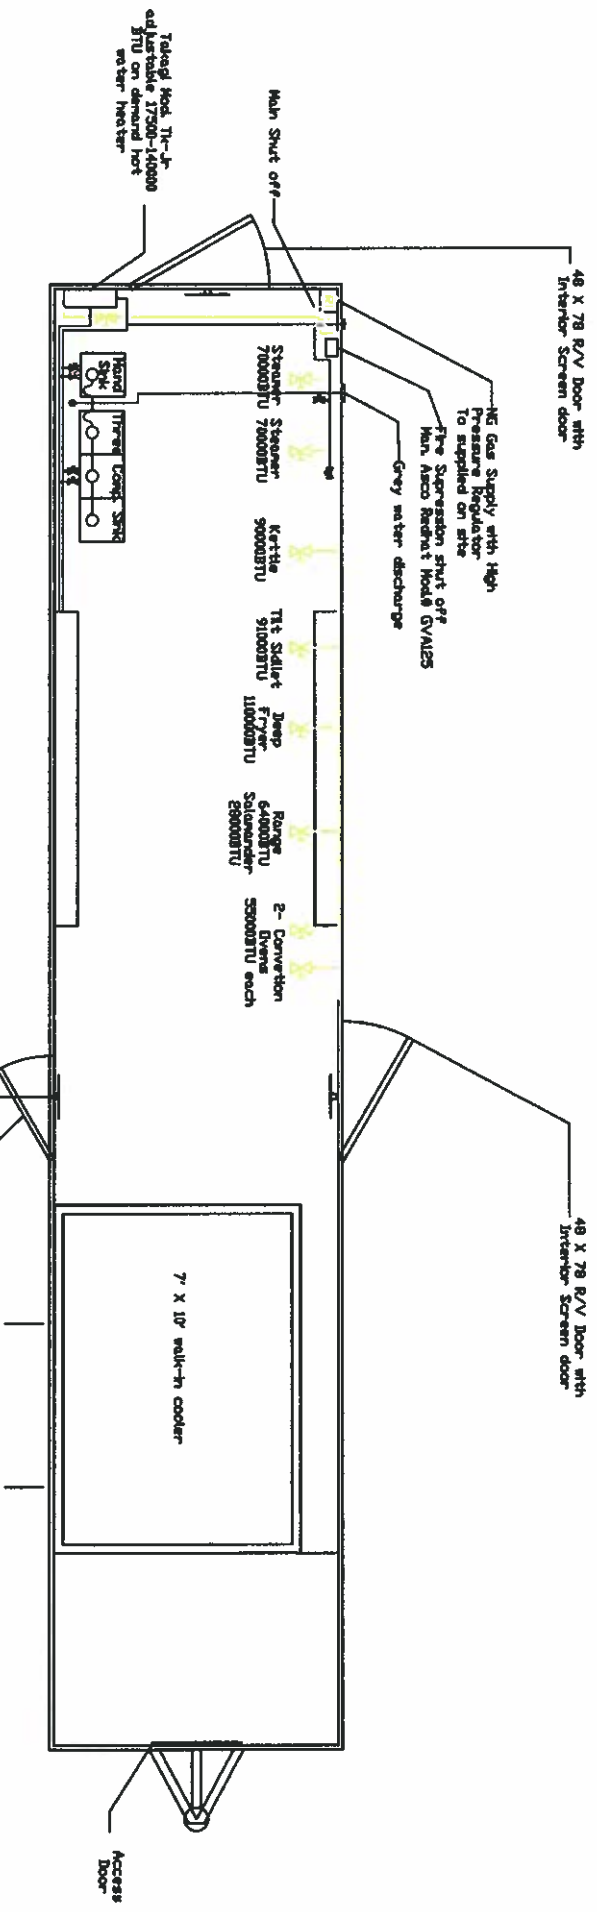 48 X 78 R/V Door with
Interior Screen door
NG Gas Supply with High
Pressure Regulator
To supplied on site
Fire Supression shut off
Man. Asco Redhat Mod# GVA125
Grey water discharge
Main Shut off
Takagi Mod. TK-Jr
adjustable 17500-140000
BTU on demand hot
water heater
Hand
Sink
Three Comp. Sink
Steamer
70000BTU
Steamer
70000BTU
Kettle
90000BTU
Tilt Skillet
91000BTU
Deep
Fryer
110000BTU
Range
64000BTU
Salamander
28000BTU
2- Convetion
Ovens
55000BTU each
48 X 78 R/V Door with
Interior Screen door
7' X 10' walk-in cooler
Access
Door